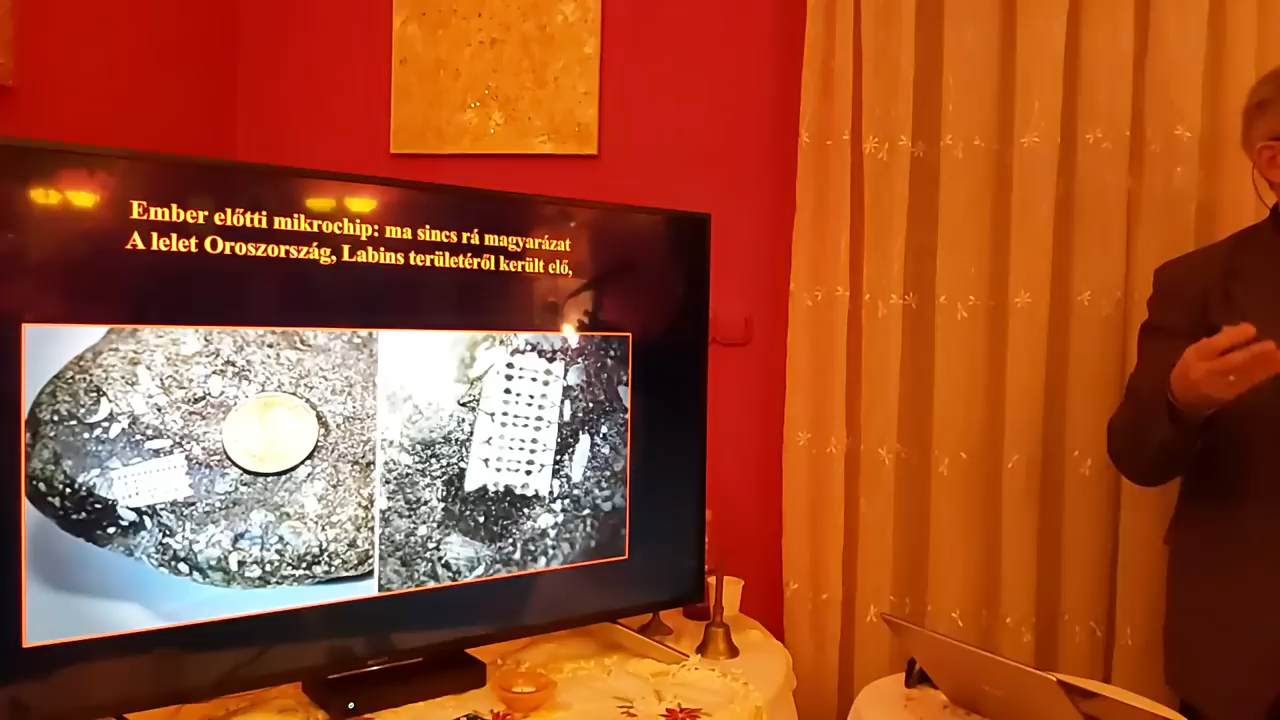 Ember előtti mikrochip: ma sincs rá magyarázat
A lelet Oroszország, Labins területéről került elő,